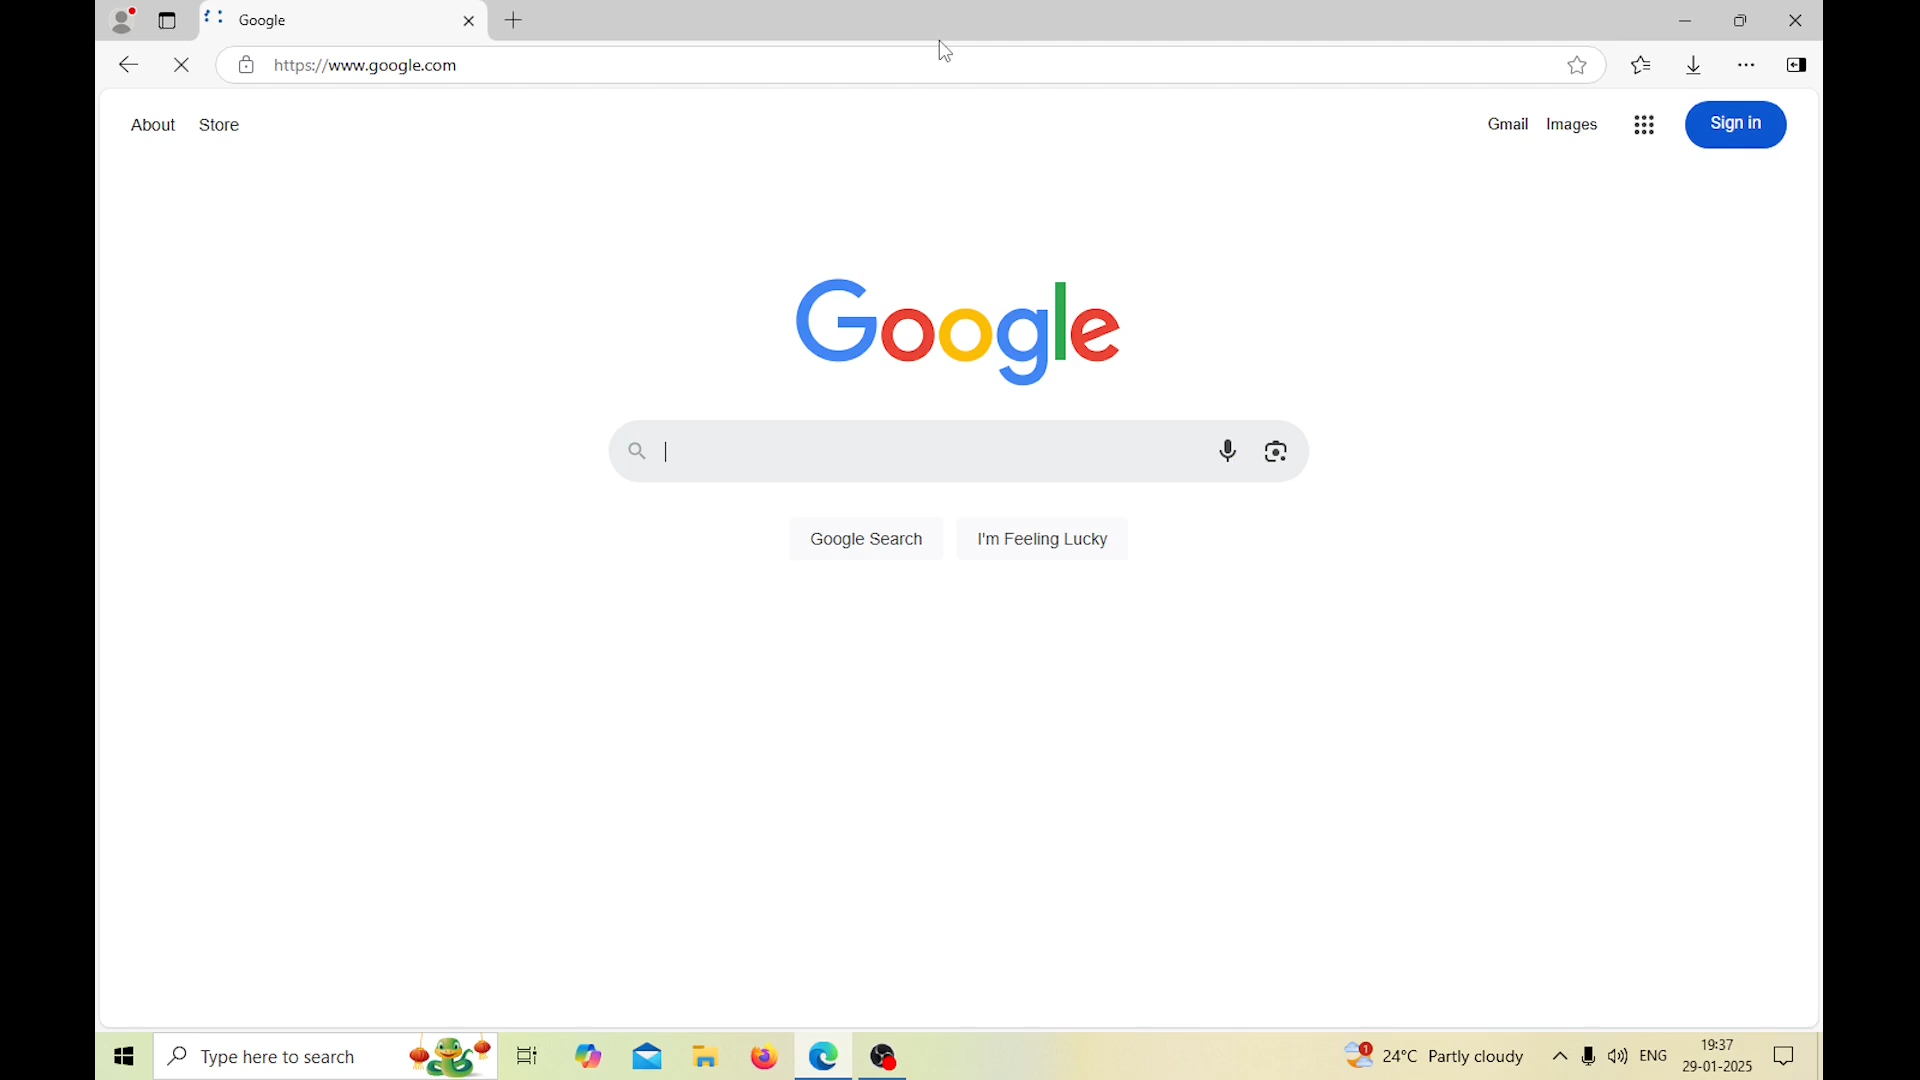 Google
https://www.google.com
About Store
Gmail Images
Sign in
Google
Google Search
I'm Feeling Lucky
Type here to search
1
24°C Partly cloudy
ENG
19:37
29-01-2025